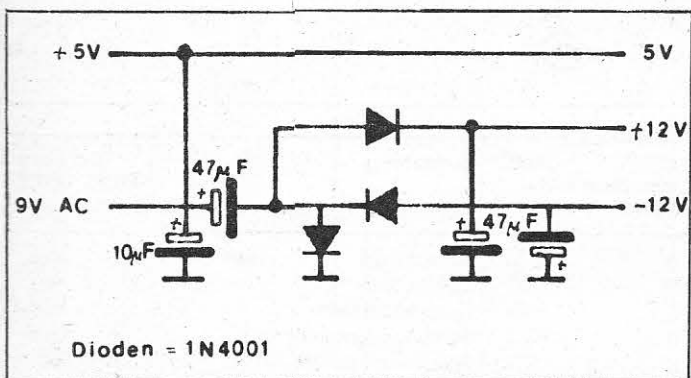 +5V 5V
+12V
47µF
9V AC ~12V
47µF
10µF
Dioden = 1N4001